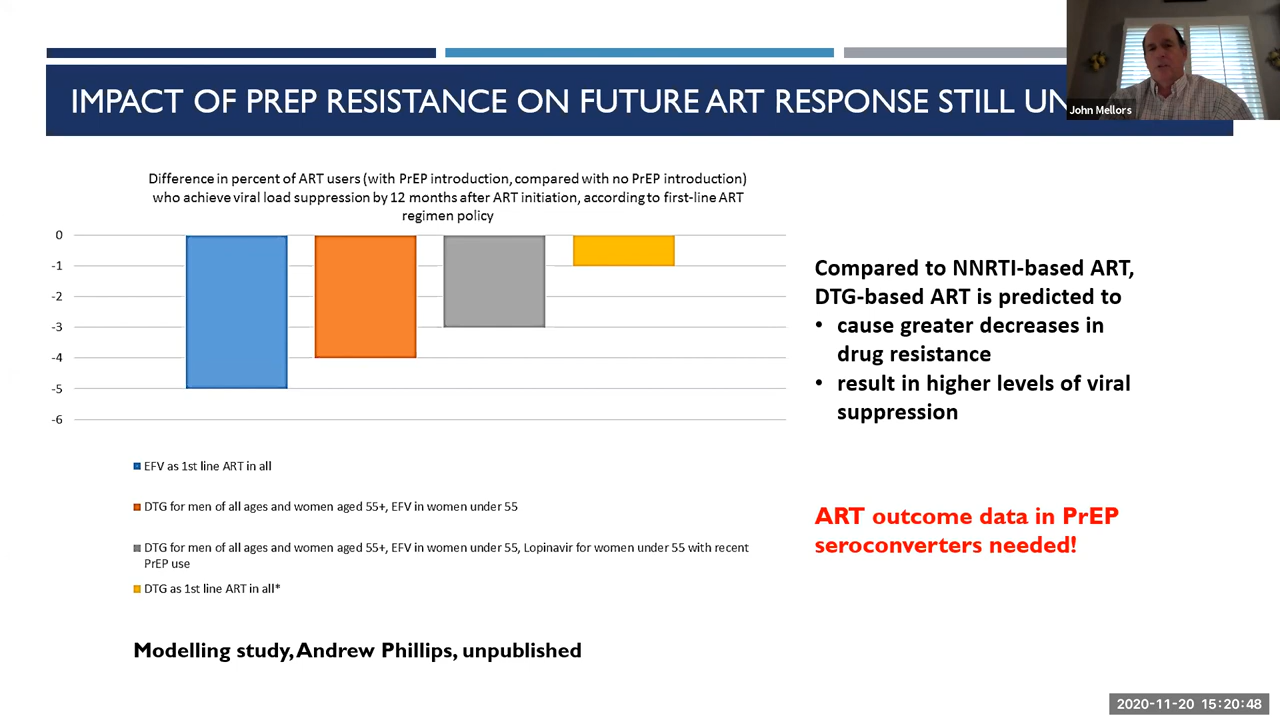 IMPACT OF PREP RESISTANCE ON FUTURE ART RESPONSE STILL
John Mellors
Difference in percent of ART users (with PrEP introduction, compared with no PrEP introduction)
who achieve viral load suppression by 12 months after ART initiation, according to first-line ART
regimen policy
0
-1
-2
-3
-4
-5
-6
EFV as 1st line ART in all
DTG for men of all ages and women aged 55+, EFV in women under 55
DTG for men of all ages and women aged 55+, EFV in women under 55, Lopinavir for women under 55 with recent
PrEP use
DTG as 1st line ART in all*
Modelling study, Andrew Phillips, unpublished
Compared to NNRTI-based ART,
DTG-based ART is predicted to
• cause greater decreases in
drug resistance
• result in higher levels of viral
suppression
ART outcome data in PrEP
seroconverters needed!
2020-11-20 15:20:48